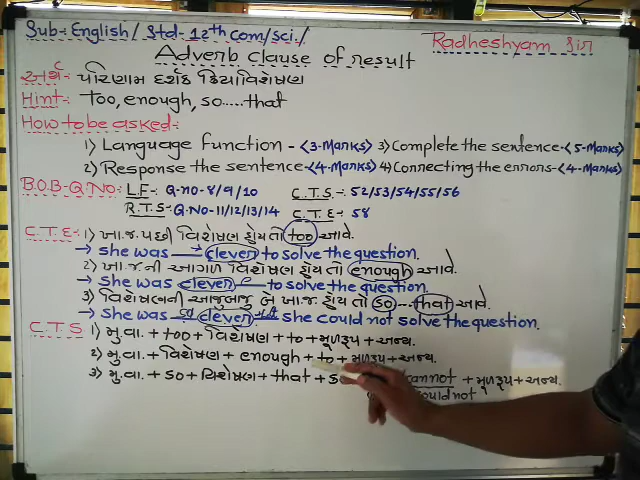 Sub:- English/ Std-12th com/sci./
Radheshyam Sir
Adverb Clause of result
અર્થ:- પરિણામ દર્શક ક્રિયાવિશેષણ
Hint:- too, enough, so.....that
How to be asked:-
1) Language function - <3-Marks> 3) Complete the sentence - <5-Marks>
2) Response the sentence - <4-Marks> 4) Connecting the errors - <4-Marks>
B.O.B-Q.No:- L.F:- Q-no-8/9/10 C.T.S:- 52/53/54/55/56
R.T.S:- Q.No-11/12/13/14 C.T.E:- 58
C.T.E:- 1) ખા.જ.પછી વિશેષણ હોય તો too આવે.
→ She was ___ clever to solve the question.
2) ખા.જ.ની આગળ વિશેષણ હોય તો enough આવે.
→ She was clever ___ to solve the question.
3) વિશેષણની આજુબાજુ બે ખા.જ હોય તો so...that આવે
→ She was so clever that she could not solve the question.
C.T.S 1) મુ.વા. + too + વિશેષણ + to + મૂળરૂપ + અન્ય.
2) મુ.વા. + વિશેષણ + enough + to + મૂળરૂપ + અન્ય.
3) મુ.વા. + so + વિશેષણ + that + cannot + મૂળરૂપ + અન્ય.
could not